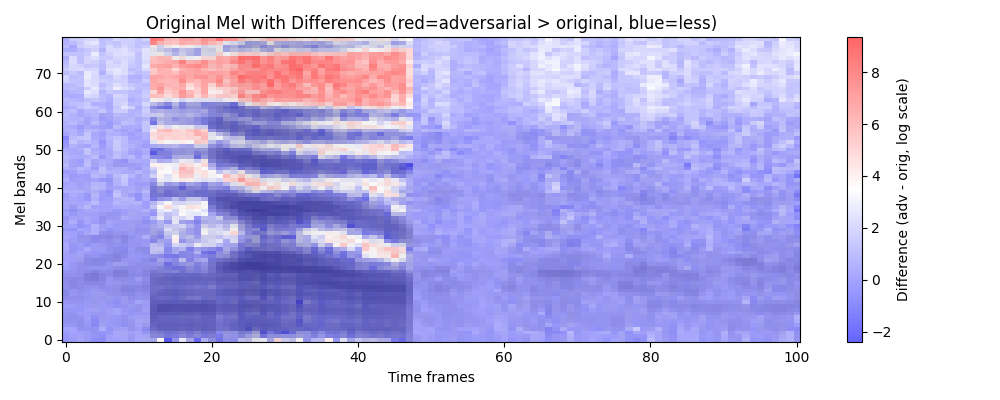 Original Mel with Differences (red=adversarial > original, blue=less)
Mel bands
70
60
50
40
30
20
10
0
0 20 40 60 80 100
Time frames
8
6
4
2
0
−2
Difference (adv - orig, log scale)